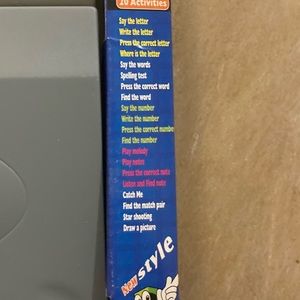 20 Activities
Say the letter
Write the letter
Press the correct letter
Where is the letter
Say the words
Spelling test
Press the correct word
Find the word
Say the number
Write the number
Press the correct numbe
Find the number
Play melody
Play notes
Press the correct note
Listen and Find note
Catch Me
Find the match pair
Star shooting
Draw a picture
New style